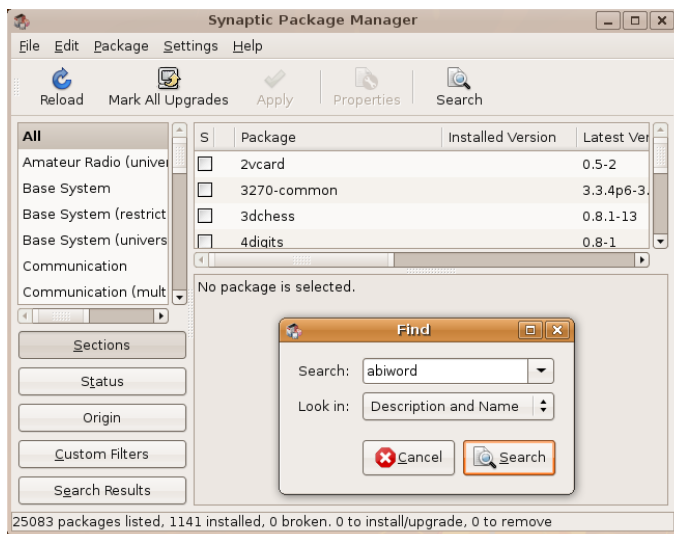 Synaptic Package Manager
File Edit Package Settings Help
Reload Mark All Upgrades Apply Properties Search
All
Amateur Radio (univer
Base System
Base System (restrict
Base System (univers
Communication
Communication (mult
S Package Installed Version Latest Ver
2vcard 0.5-2
3270-common 3.3.4p6-3.
3dchess 0.8.1-13
4digits 0.8-1
No package is selected.
Sections
Status
Origin
Custom Filters
Search Results
Find
Search: abiword
Look in: Description and Name
Cancel Search
25083 packages listed, 1141 installed, 0 broken. 0 to install/upgrade, 0 to remove